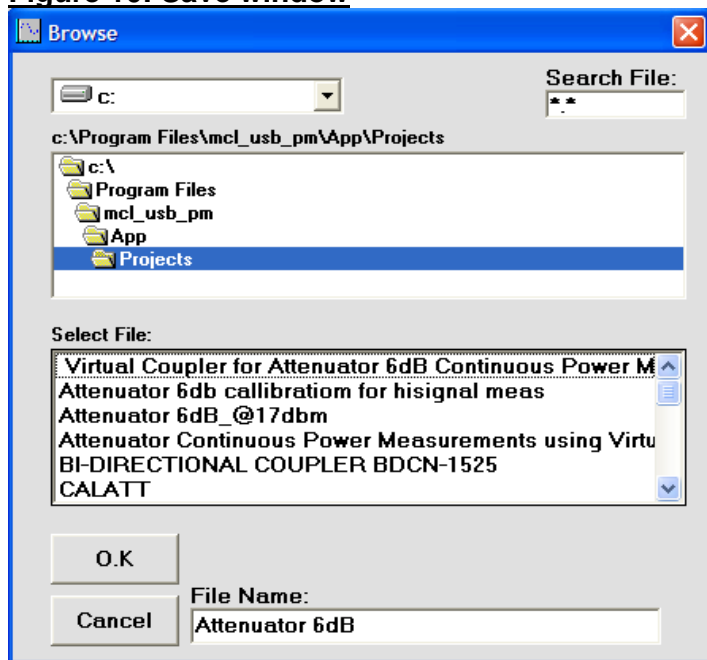 Browse
c:
Search File:
*.*
c:\Program Files\mcl_usb_pm\App\Projects
c:\
Program Files
mcl_usb_pm
App
Projects
Select File:
Virtual Coupler for Attenuator 6dB Continuous Power M
Attenuator 6db callibratiom for hisignal meas
Attenuator 6dB_@17dbm
Attenuator Continuous Power Measurements using Virtu
BI-DIRECTIONAL COUPLER BDCN-1525
CALATT
O.K
File Name:
Cancel
Attenuator 6dB